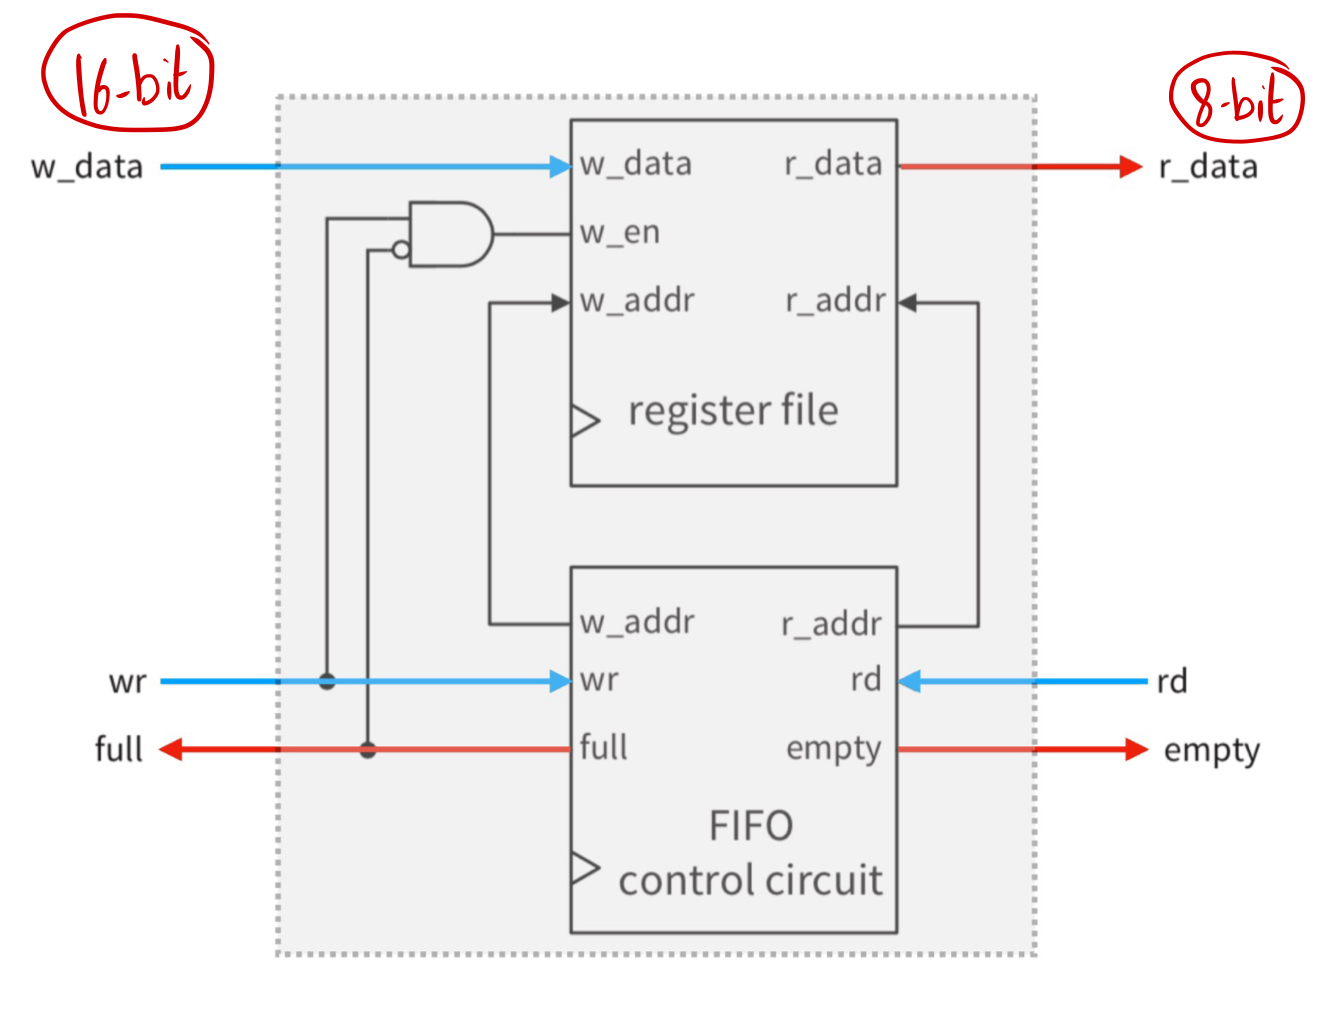 16-bit
8-bit
w_data
w_data
r_data
r_data
w_en
w_addr
r_addr
register file
w_addr
r_addr
wr
wr
rd
rd
full
full
empty
empty
FIFO
control circuit